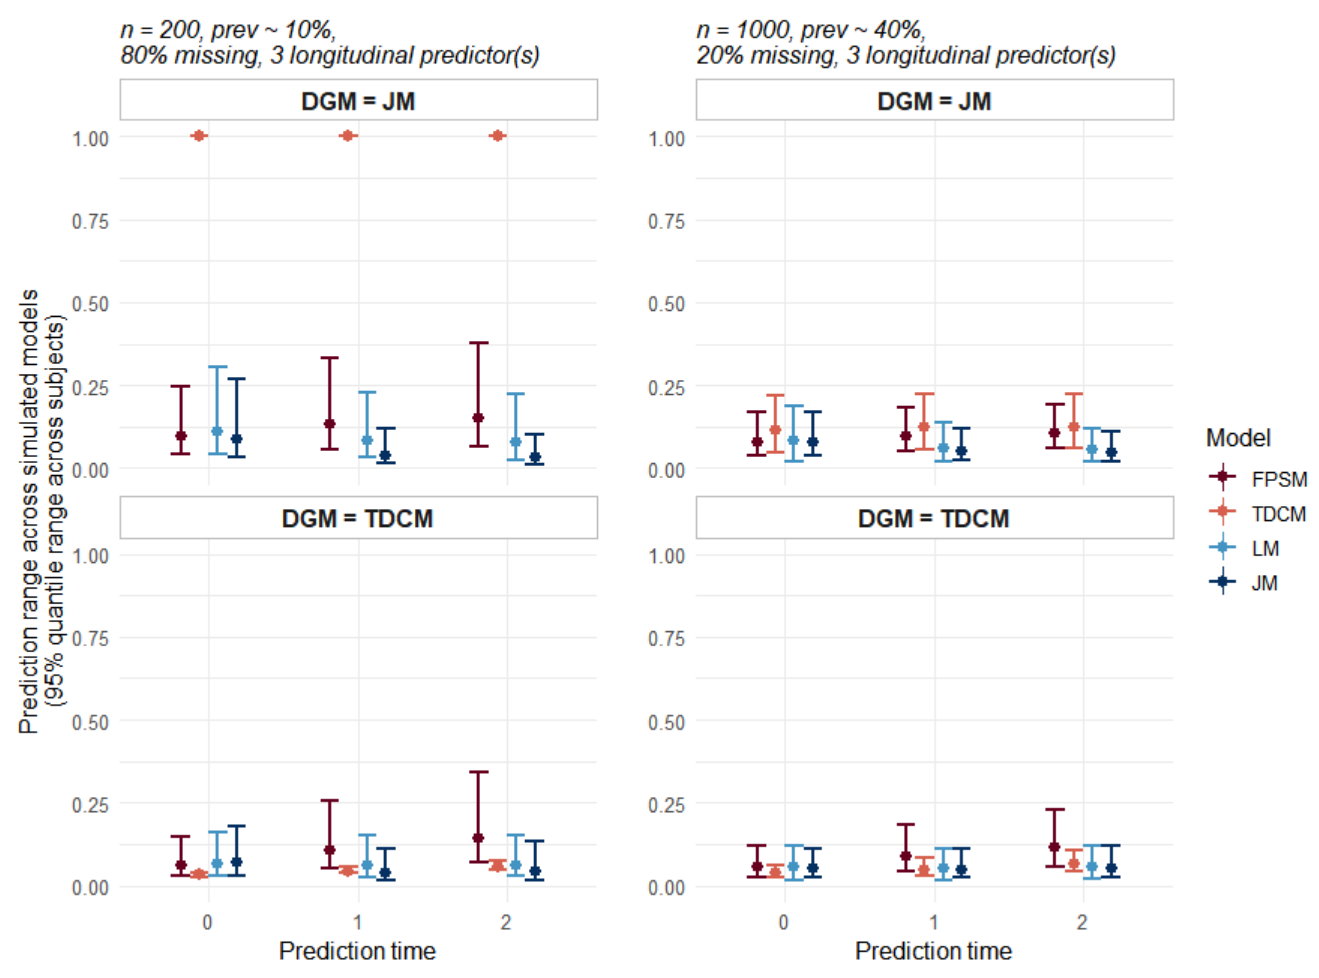 n = 200, prev ~ 10%,
80% missing, 3 longitudinal predictor(s)
n = 1000, prev ~ 40%,
20% missing, 3 longitudinal predictor(s)
DGM = JM
DGM = JM
1.00
0.75
0.50
0.25
0.00
1.00
0.75
0.50
0.25
0.00
DGM = TDCM
DGM = TDCM
1.00
0.75
0.50
0.25
0.00
1.00
0.75
0.50
0.25
0.00
0 1 2
0 1 2
Prediction time
Prediction time
Prediction range across simulated models
(95% quantile range across subjects)
Model
FPSM
TDCM
LM
JM